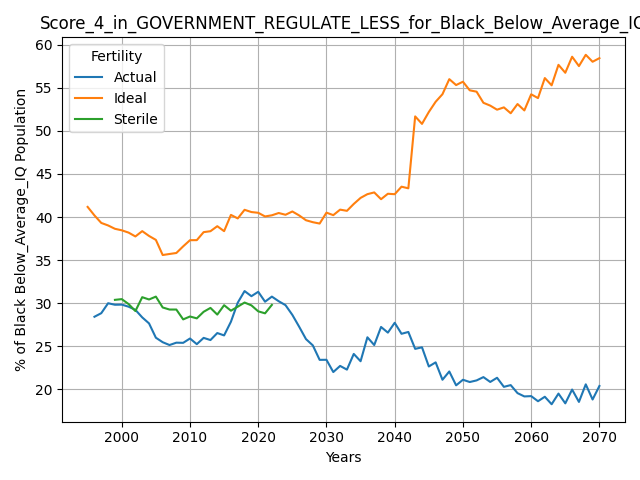 Score_4_in_GOVERNMENT_REGULATE_LESS_for_Black_Below_Average_IQ
Fertility
Actual
Ideal
Sterile
% of Black Below_Average_IQ Population
60
55
50
45
40
35
30
25
20
2000 2010 2020 2030 2040 2050 2060 2070
Years